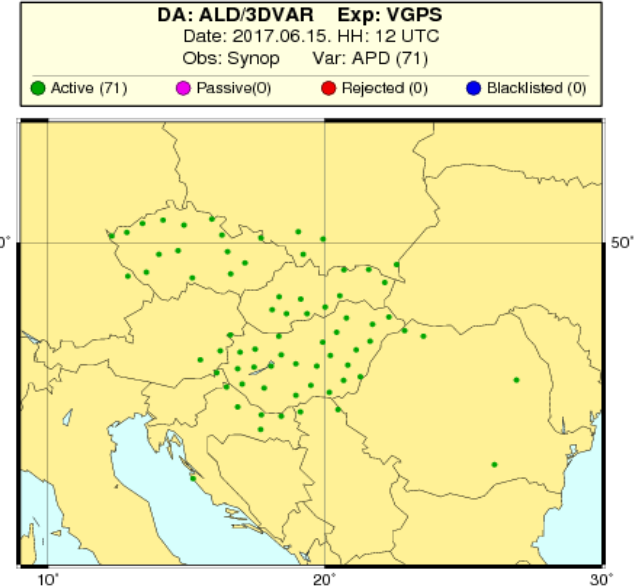 DA: ALD/3DVAR Exp: VGPS
Date: 2017.06.15. HH: 12 UTC
Obs: Synop Var: APD (71)
Active (71) Passive(0) Rejected (0) Blacklisted (0)
0° 50°
10° 20° 30°